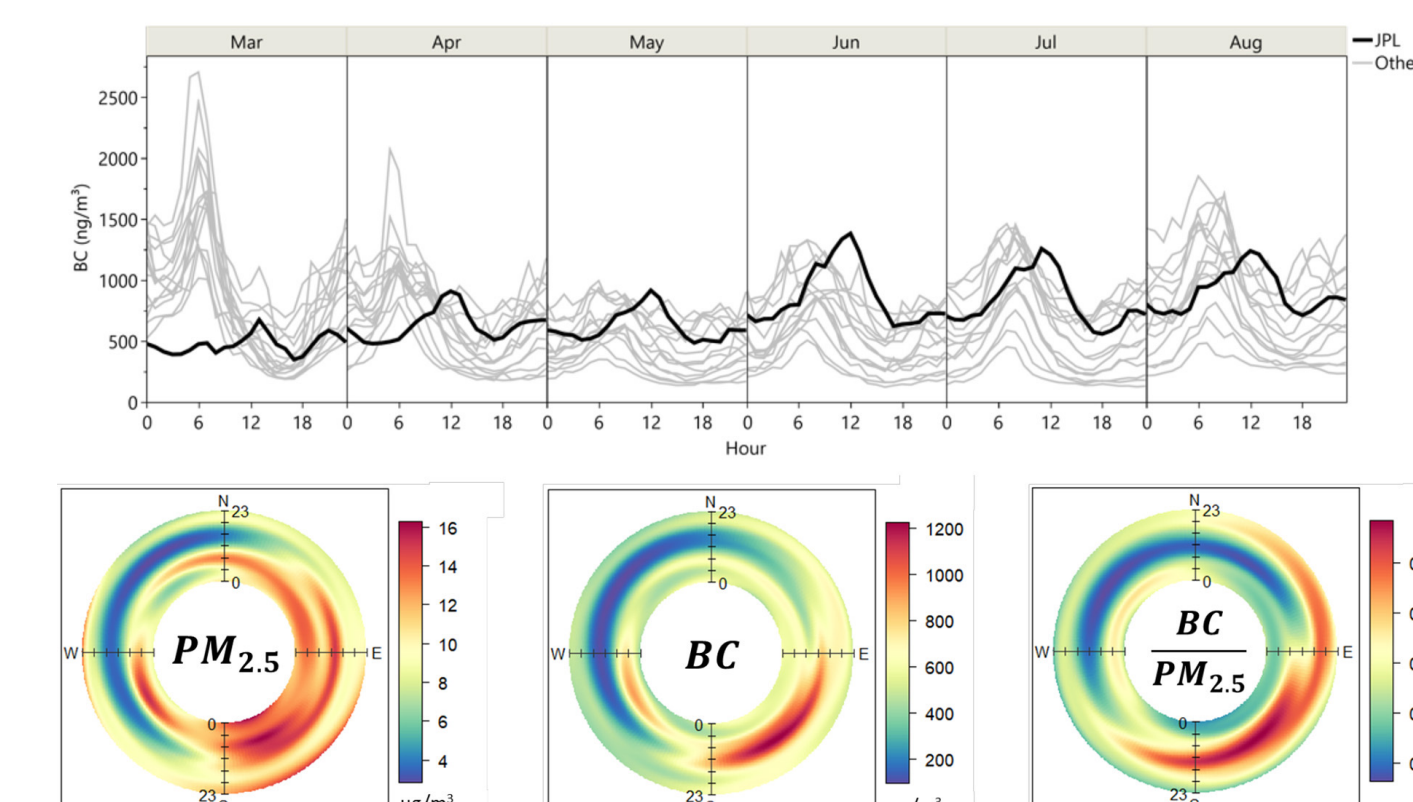 Mar Apr May Jun Jul Aug
JPL
Othe
2500
2000
1500
1000
500
0
BC (ng/m³)
0 6 12 18 0 6 12 18 0 6 12 18 0 6 12 18 0 6 12 18 0 6 12 18
Hour
N
23
0
W
E
PM2.5
0
23
16
14
12
10
8
6
4
µg/m³
N
23
0
W
E
BC
0
23
1200
1000
800
600
400
200
N
23
0
W
E
BC
PM2.5
0
23